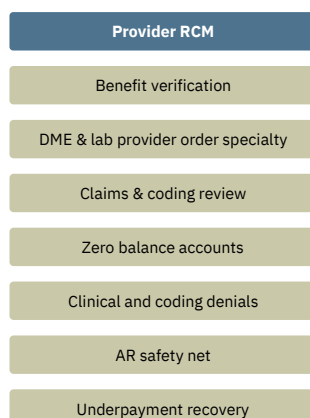 Provider RCM
Benefit verification
DME & lab provider order specialty
Claims & coding review
Zero balance accounts
Clinical and coding denials
AR safety net
Underpayment recovery